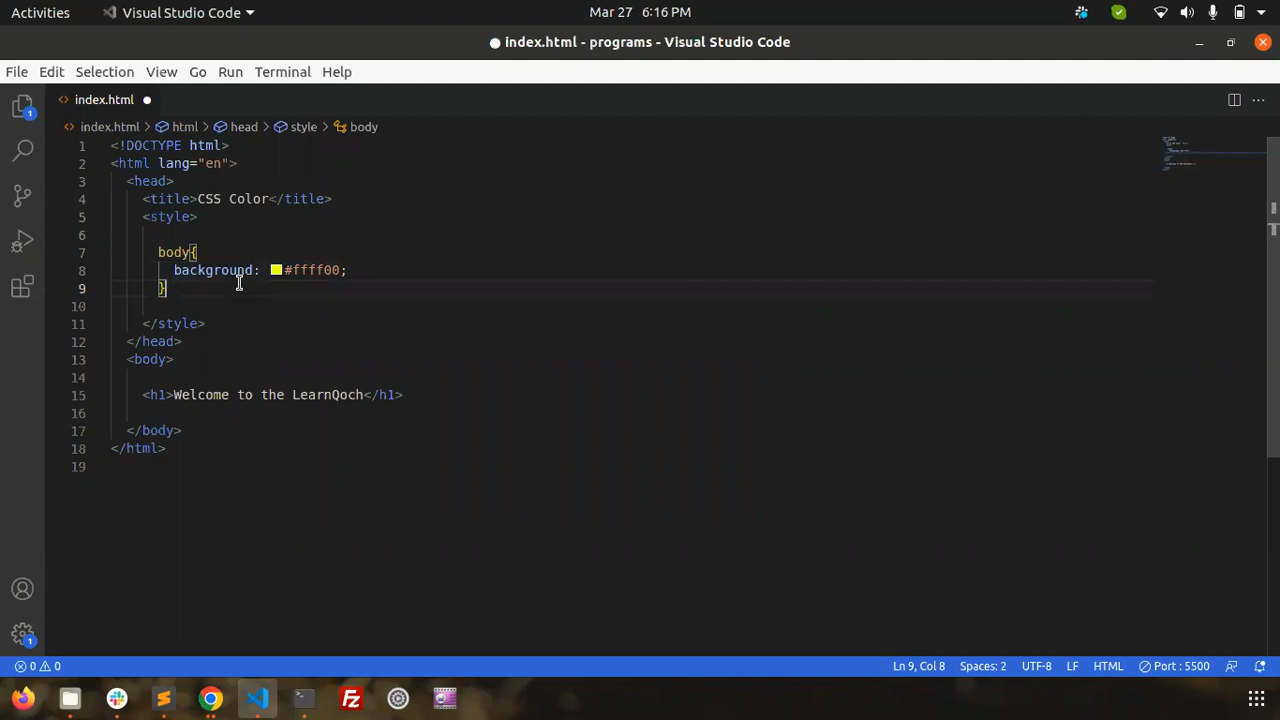 Activities Visual Studio Code Mar 27 6:16 PM
● index.html - programs - Visual Studio Code
File Edit Selection View Go Run Terminal Help
index.html ●
index.html > html > head > style > body
1 <!DOCTYPE html>
2 <html lang="en">
3 <head>
4 <title>CSS Color</title>
5 <style>
6
7 body{
8 background: #ffff00;
9 }
10
11 </style>
12 </head>
13 <body>
14
15 <h1>Welcome to the LearnQoch</h1>
16
17 </body>
18 </html>
19
1
1
0 0 Ln 9, Col 8 Spaces: 2 UTF-8 LF HTML Port : 5500
Fz